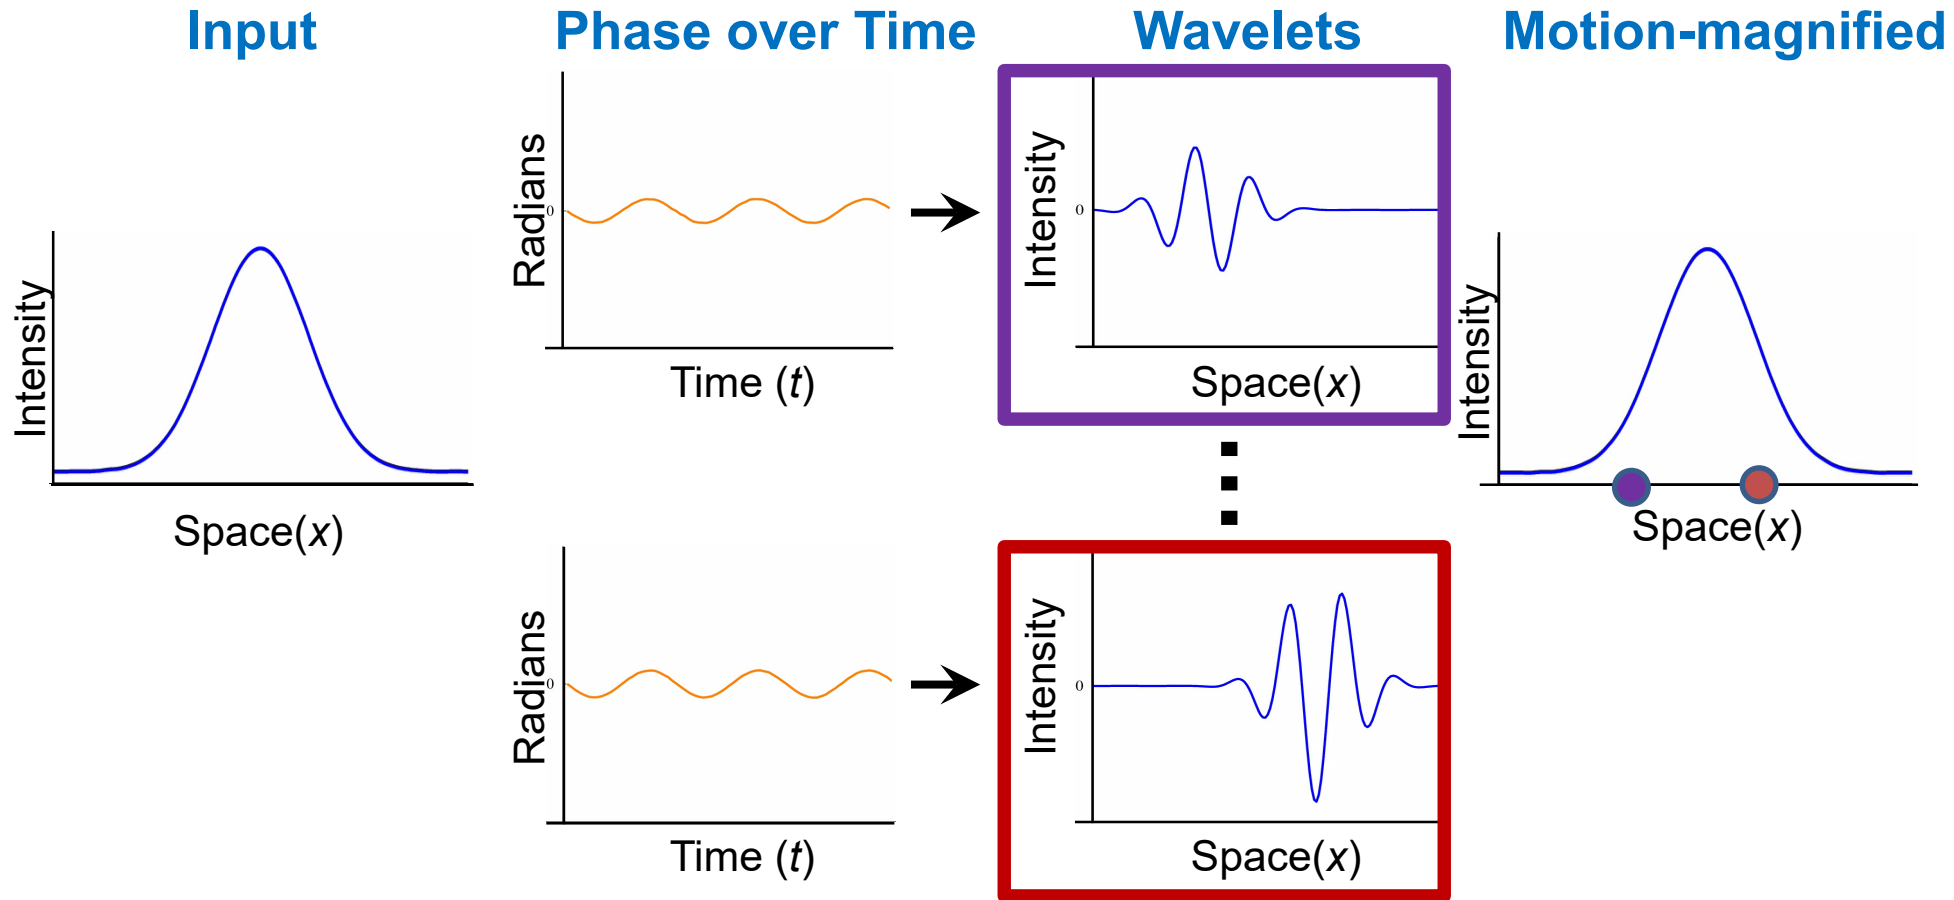 Input
Phase over Time
Wavelets
Motion-magnified
Intensity
Space(x)
Radians
0
Time (t)
Intensity
0
Space(x)
Radians
0
Time (t)
Intensity
0
Space(x)
Intensity
Space(x)